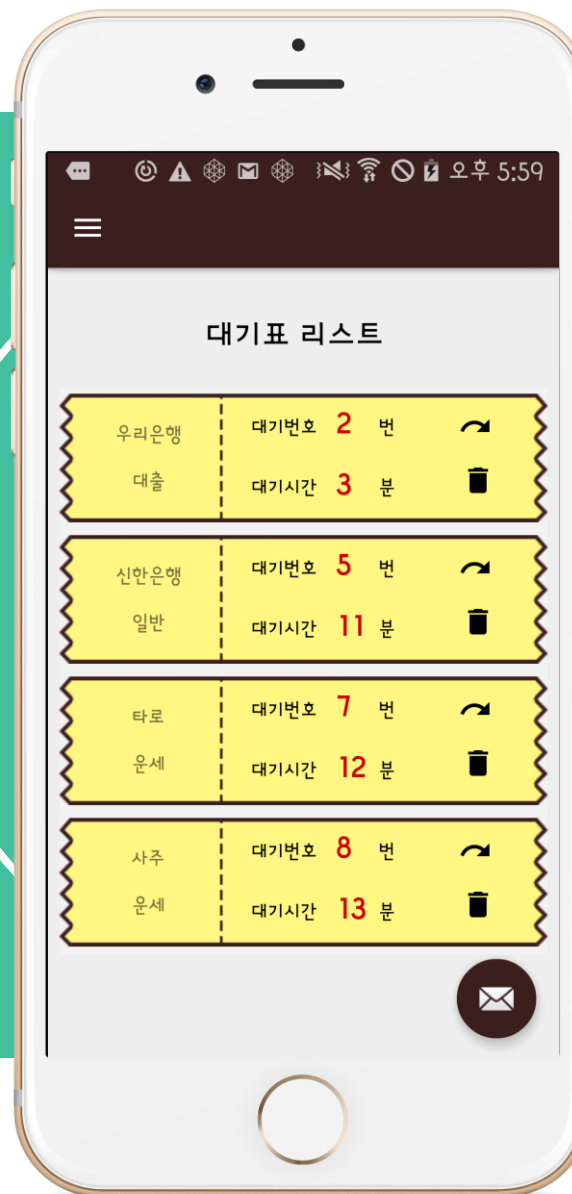 오후 5:59
대기표 리스트
우리은행 대기번호 2 번
대출 대기시간 3 분
신한은행 대기번호 5 번
일반 대기시간 11 분
타로 대기번호 7 번
운세 대기시간 12 분
사주 대기번호 8 번
운세 대기시간 13 분